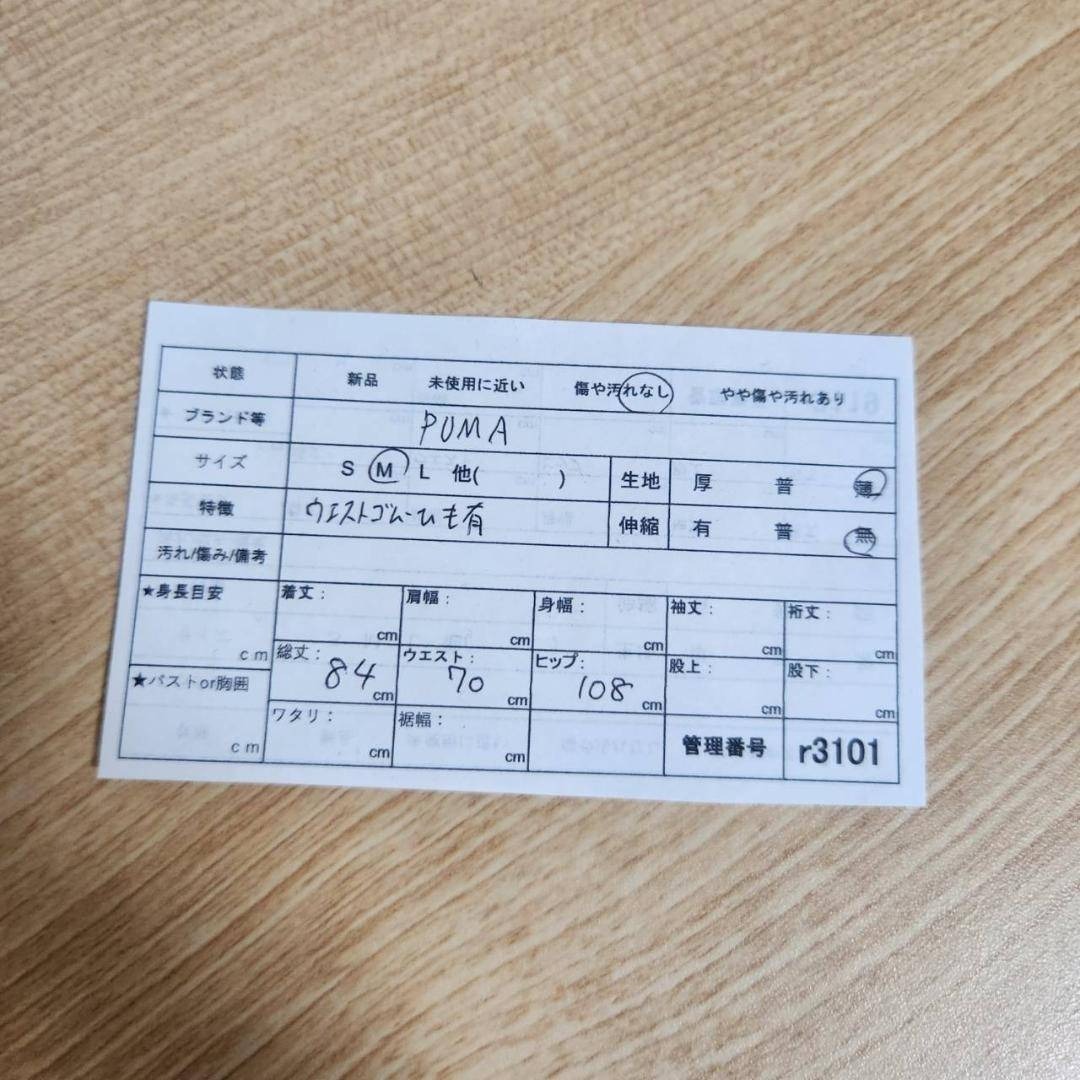 状態 新品 未使用に近い 傷や汚れなし やや傷や汚れあり
ブランド等 PUMA
サイズ S M L 他( ) 生地 厚 普 薄
特徴 ウエストゴム・ひも有 伸縮 有 普 無
汚れ/傷み/備考
★身長目安 cm 着丈: cm 肩幅: cm 身幅: cm 袖丈: cm 裄丈: cm
総丈: 84 cm ウエスト: 70 cm ヒップ: 108 cm 股上: cm 股下: cm
★バストor胸囲 cm ワタリ: cm 裾幅: cm 管理番号 r3101